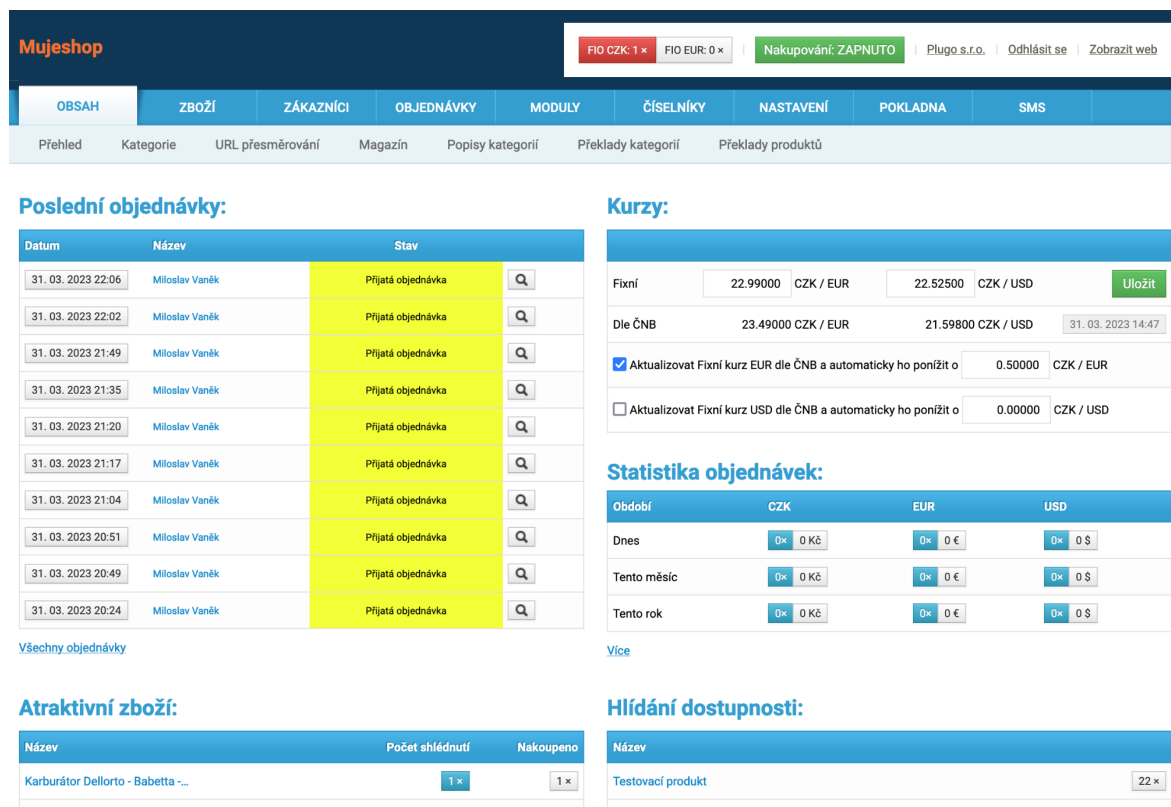 Mujeshop
FIO CZK: 1 × FIO EUR: 0 × Nakupování: ZAPNUTO Plugo s.r.o. Odhlásit se Zobrazit web
OBSAH ZBOŽÍ ZÁKAZNÍCI OBJEDNÁVKY MODULY ČÍSELNÍKY NASTAVENÍ POKLADNA SMS
Přehled Kategorie URL přesměrování Magazín Popisy kategorií Překlady kategorií Překlady produktů
Poslední objednávky:
Datum Název Stav
31. 03. 2023 22:06 Miloslav Vaněk Přijatá objednávka
31. 03. 2023 22:02 Miloslav Vaněk Přijatá objednávka
31. 03. 2023 21:49 Miloslav Vaněk Přijatá objednávka
31. 03. 2023 21:35 Miloslav Vaněk Přijatá objednávka
31. 03. 2023 21:20 Miloslav Vaněk Přijatá objednávka
31. 03. 2023 21:17 Miloslav Vaněk Přijatá objednávka
31. 03. 2023 21:04 Miloslav Vaněk Přijatá objednávka
31. 03. 2023 20:51 Miloslav Vaněk Přijatá objednávka
31. 03. 2023 20:49 Miloslav Vaněk Přijatá objednávka
31. 03. 2023 20:24 Miloslav Vaněk Přijatá objednávka
Všechny objednávky
Kurzy:
Fixní 22.99000 CZK / EUR 22.52500 CZK / USD Uložit
Dle ČNB 23.49000 CZK / EUR 21.59800 CZK / USD 31. 03. 2023 14:47
Aktualizovat Fixní kurz EUR dle ČNB a automaticky ho ponížit o 0.50000 CZK / EUR
Aktualizovat Fixní kurz USD dle ČNB a automaticky ho ponížit o 0.00000 CZK / USD
Statistika objednávek:
Období CZK EUR USD
Dnes 0× 0 Kč 0× 0 € 0× 0 $
Tento měsíc 0× 0 Kč 0× 0 € 0× 0 $
Tento rok 0× 0 Kč 0× 0 € 0× 0 $
Více
Atraktivní zboží:
Název Počet shlédnutí Nakoupeno
Karburátor Dellorto - Babetta -... 1 × 1 ×
Hlídání dostupnosti:
Název
Testovací produkt 22 ×